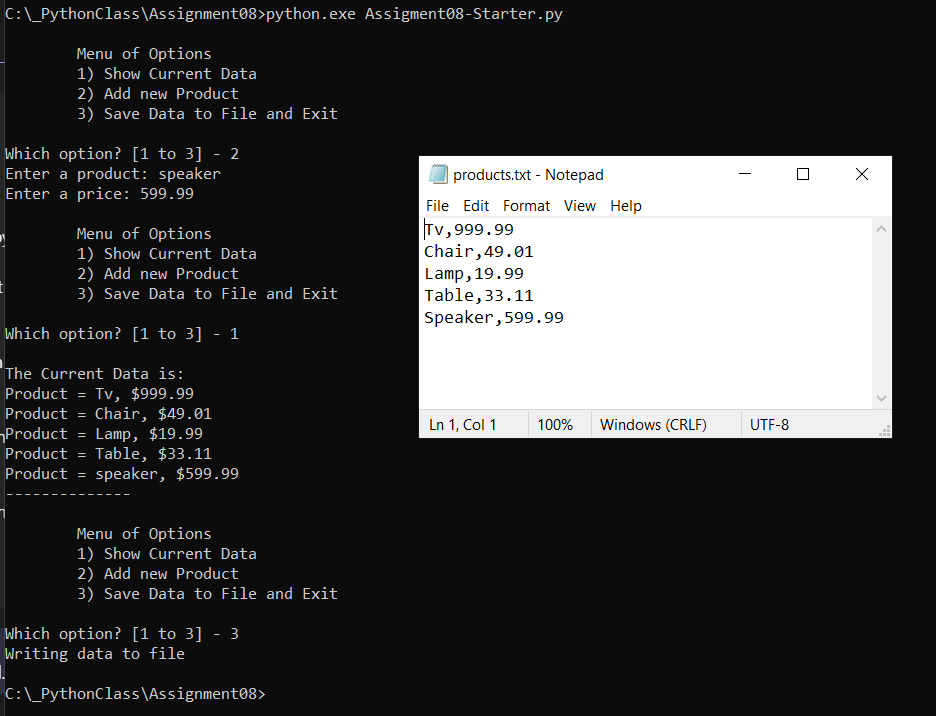 C:\_PythonClass\Assignment08>python.exe Assigment08-Starter.py
Menu of Options
1) Show Current Data
2) Add new Product
3) Save Data to File and Exit
Which option? [1 to 3] - 2
Enter a product: speaker
Enter a price: 599.99
Menu of Options
1) Show Current Data
2) Add new Product
3) Save Data to File and Exit
Which option? [1 to 3] - 1
The Current Data is:
Product = Tv, $999.99
Product = Chair, $49.01
Product = Lamp, $19.99
Product = Table, $33.11
Product = speaker, $599.99
--------------
Menu of Options
1) Show Current Data
2) Add new Product
3) Save Data to File and Exit
Which option? [1 to 3] - 3
Writing data to file
C:\_PythonClass\Assignment08>
products.txt - Notepad
File Edit Format View Help
Tv,999.99
Chair,49.01
Lamp,19.99
Table,33.11
Speaker,599.99
Ln 1, Col 1 100% Windows (CRLF) UTF-8